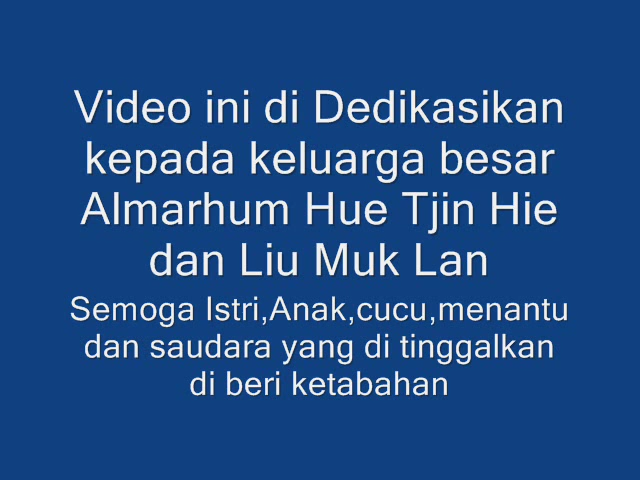 Video ini di Dedikasikan
kepada keluarga besar
Almarhum Hue Tjin Hie
dan Liu Muk Lan
Semoga Istri,Anak,cucu,menantu
dan saudara yang di tinggalkan
di beri ketabahan